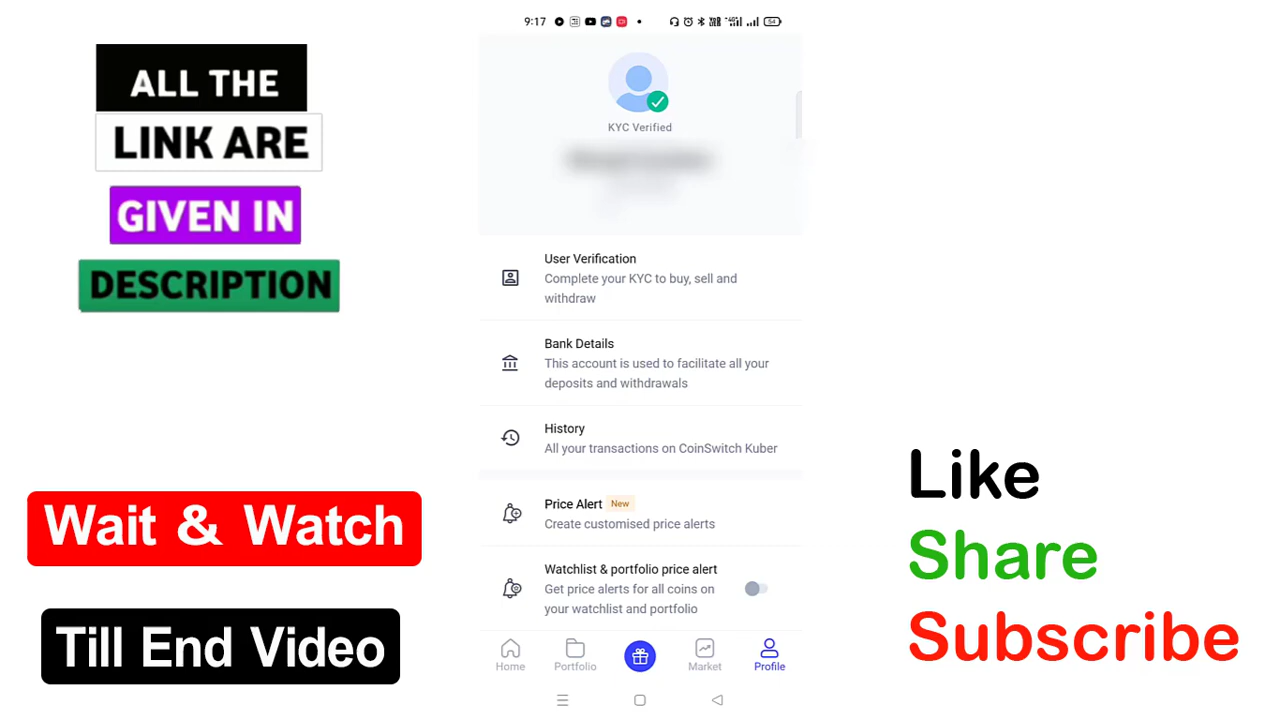 ALL THE
LINK ARE
GIVEN IN
DESCRIPTION
Wait & Watch
Till End Video
9:17
54
KYC Verified
User Verification
Complete your KYC to buy, sell and
withdraw
Bank Details
This account is used to facilitate all your
deposits and withdrawals
History
All your transactions on CoinSwitch Kuber
Price Alert New
Create customised price alerts
Watchlist & portfolio price alert
Get price alerts for all coins on
your watchlist and portfolio
Home
Portfolio
Market
Profile
Like
Share
Subscribe